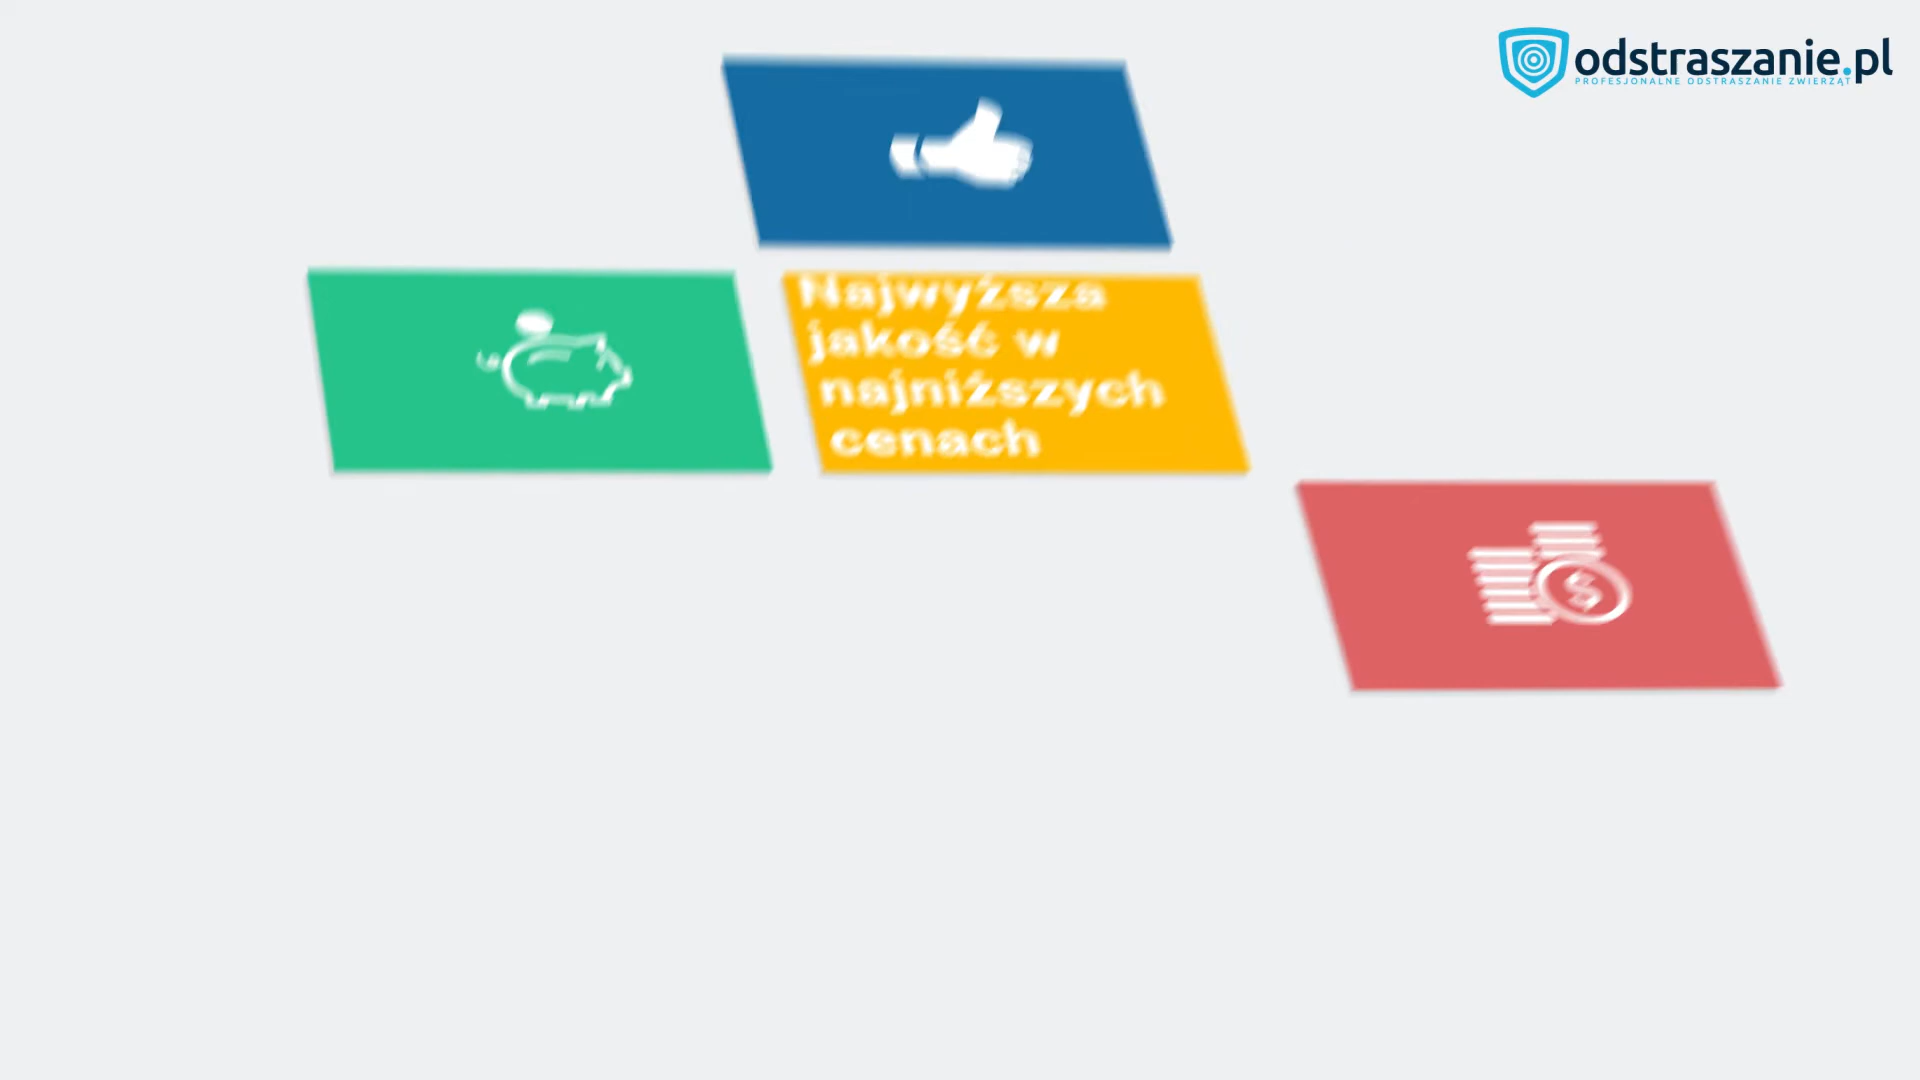 odstraszanie.pl
PROFESJONALNE ODSTRASZANIE ZWIERZĄT
Najwyższa
jakość w
najniższych
cenach